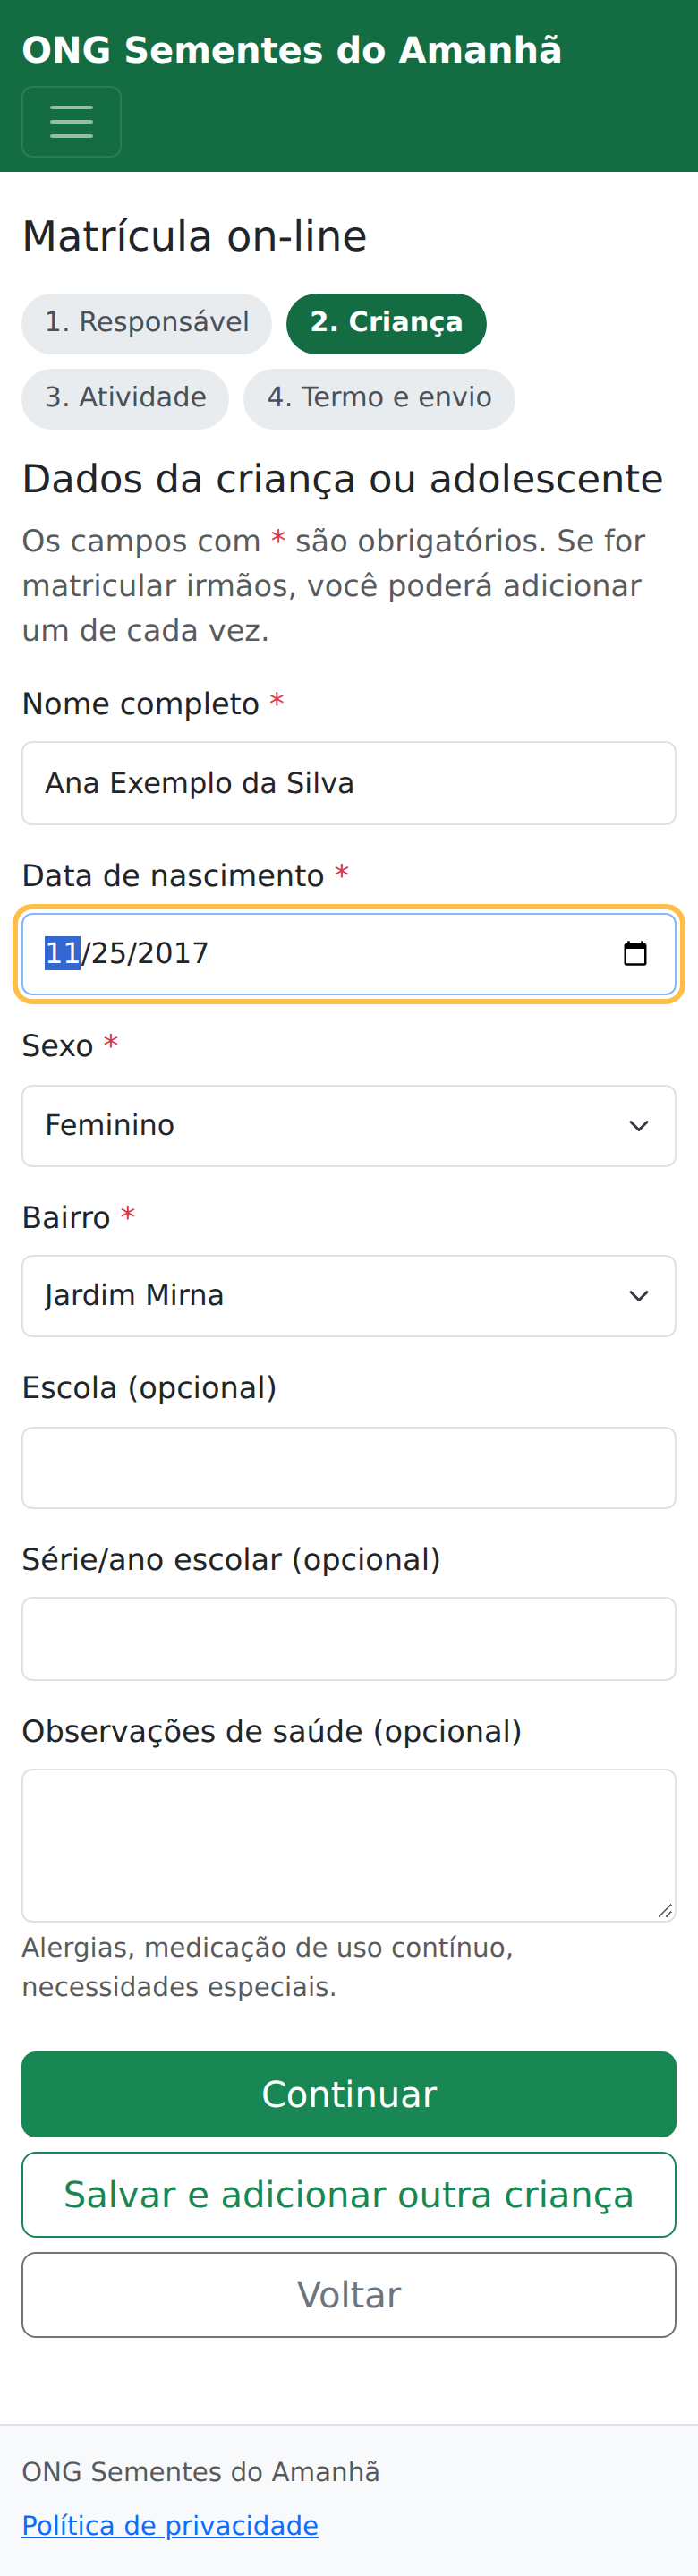 ONG Sementes do Amanhã
Matrícula on-line
1. Responsável
2. Criança
3. Atividade
4. Termo e envio
Dados da criança ou adolescente
Os campos com * são obrigatórios. Se for
matricular irmãos, você poderá adicionar
um de cada vez.
Nome completo *
Ana Exemplo da Silva
Data de nascimento *
11/25/2017
Sexo *
Feminino
Bairro *
Jardim Mirna
Escola (opcional)
Série/ano escolar (opcional)
Observações de saúde (opcional)
Alergias, medicação de uso contínuo,
necessidades especiais.
Continuar
Salvar e adicionar outra criança
Voltar
ONG Sementes do Amanhã
Política de privacidade